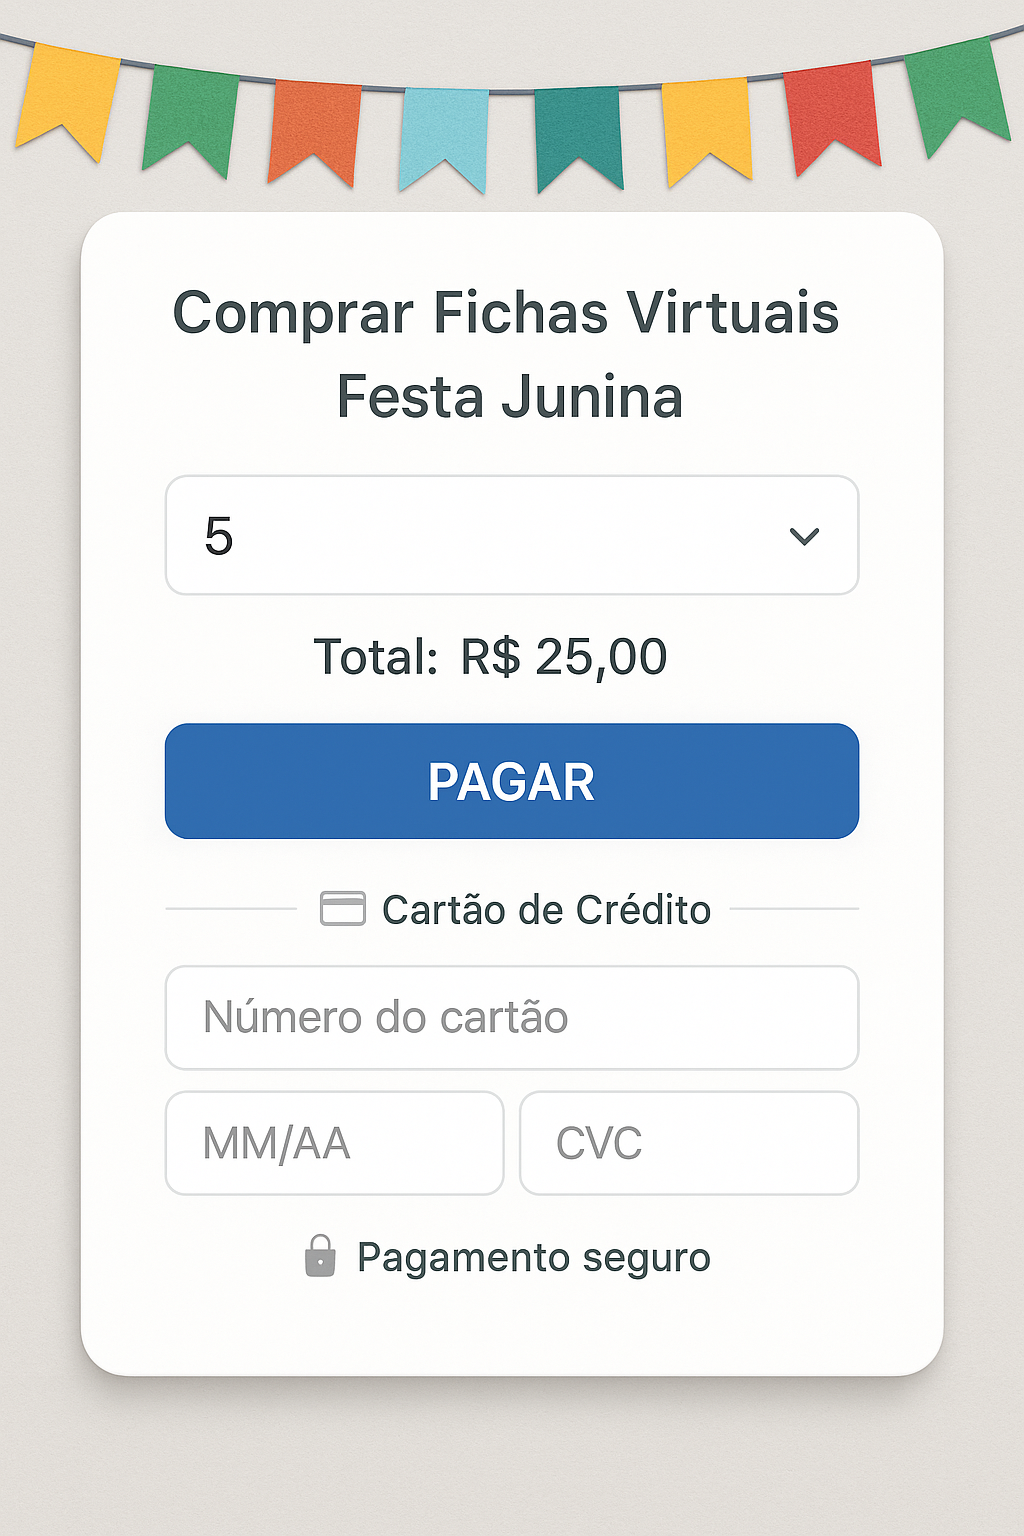 Comprar Fichas Virtuais
Festa Junina
5
Total: R$ 25,00
PAGAR
Cartão de Crédito
Número do cartão
MM/AA CVC
Pagamento seguro